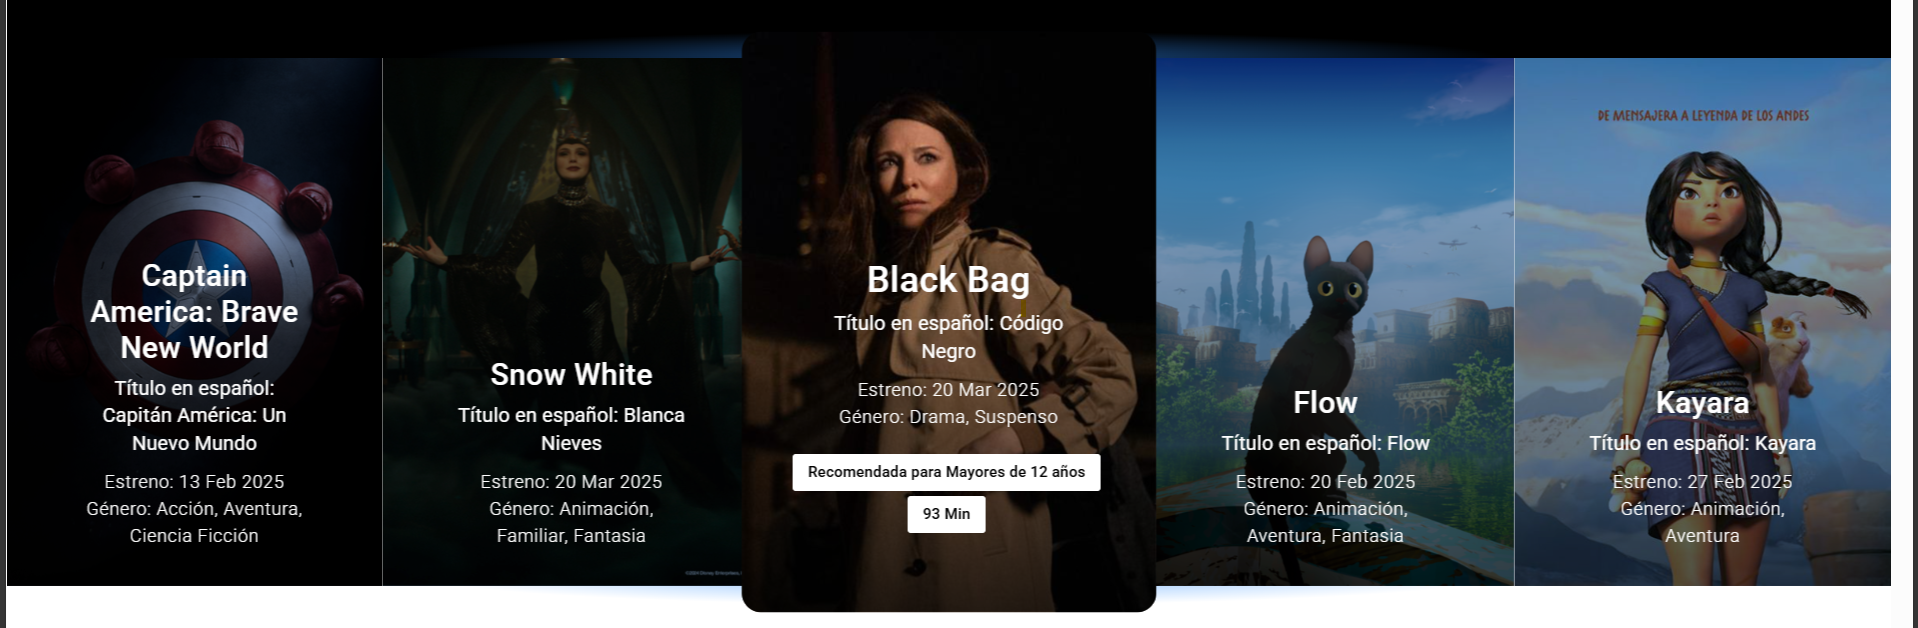 Captain
America: Brave
New World
Título en español:
Capitán América: Un
Nuevo Mundo
Estreno: 13 Feb 2025
Género: Acción, Aventura,
Ciencia Ficción
Snow White
Título en español: Blanca
Nieves
Estreno: 20 Mar 2025
Género: Animación,
Familiar, Fantasia
Black Bag
Título en español: Código
Negro
Estreno: 20 Mar 2025
Género: Drama, Suspenso
Recomendada para Mayores de 12 años
93 Min
Flow
Título en español: Flow
Estreno: 20 Feb 2025
Género: Animación,
Aventura, Fantasia
DE MENSAJERA A LEYENDA DE LOS ANDES
Kayara
Título en español: Kayara
Estreno: 27 Feb 2025
Género: Animación,
Aventura